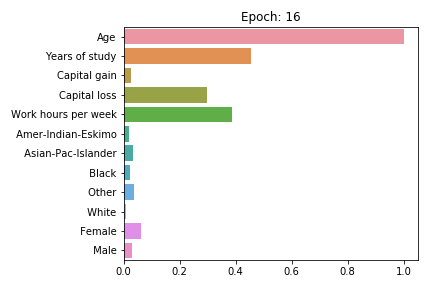 Epoch: 16
Age
Years of study
Capital gain
Capital loss
Work hours per week
Amer-Indian-Eskimo
Asian-Pac-Islander
Black
Other
White
Female
Male
0.0 0.2 0.4 0.6 0.8 1.0